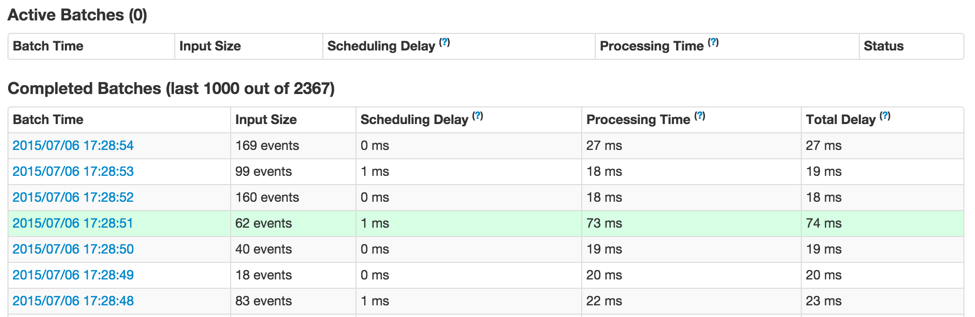 Active Batches (0)
Batch Time Input Size Scheduling Delay (?) Processing Time (?) Status
Completed Batches (last 1000 out of 2367)
Batch Time Input Size Scheduling Delay (?) Processing Time (?) Total Delay (?)
2015/07/06 17:28:54 169 events 0 ms 27 ms 27 ms
2015/07/06 17:28:53 99 events 1 ms 18 ms 19 ms
2015/07/06 17:28:52 160 events 0 ms 18 ms 18 ms
2015/07/06 17:28:51 62 events 1 ms 73 ms 74 ms
2015/07/06 17:28:50 40 events 0 ms 19 ms 19 ms
2015/07/06 17:28:49 18 events 0 ms 20 ms 20 ms
2015/07/06 17:28:48 83 events 1 ms 22 ms 23 ms